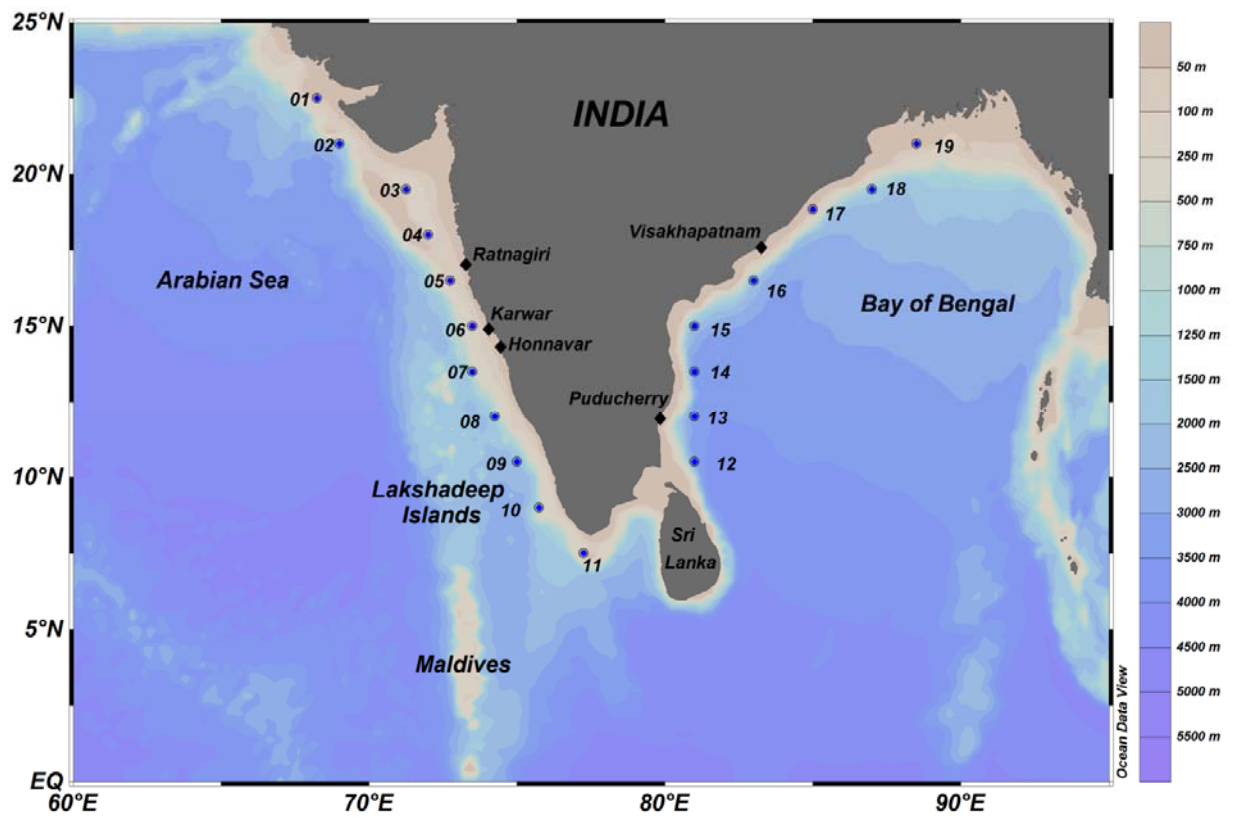 25°N
20°N
15°N
10°N
5°N
EQ
60°E
70°E
80°E
90°E
INDIA
01
02
03
04
05
06
07
08
09
10
11
12
13
14
15
16
17
18
19
Ratnagiri
Karwar
Honnavar
Visakhapatnam
Puducherry
Arabian Sea
Bay of Bengal
Lakshadeep
Islands
Sri
Lanka
Maldives
Ocean Data View
50 m
100 m
250 m
500 m
750 m
1000 m
1250 m
1500 m
2000 m
2500 m
3000 m
3500 m
4000 m
4500 m
5000 m
5500 m